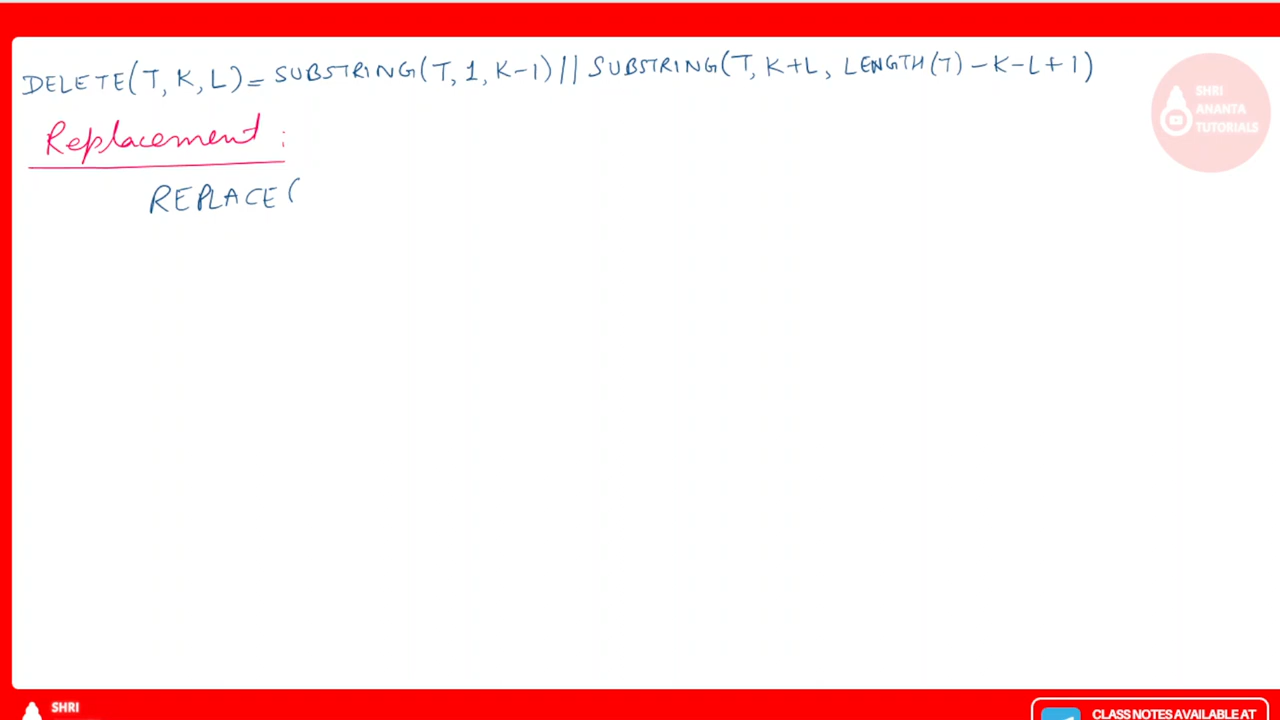 DELETE(T, K, L) = SUBSTRING(T, 1, K-1) || SUBSTRING(T, K+L, LENGTH(T) - K - L + 1)
SHRI
ANANTA
TUTORIALS
Replacement :
REPLACE (
SHRI
CLASS NOTES AVAILABLE AT